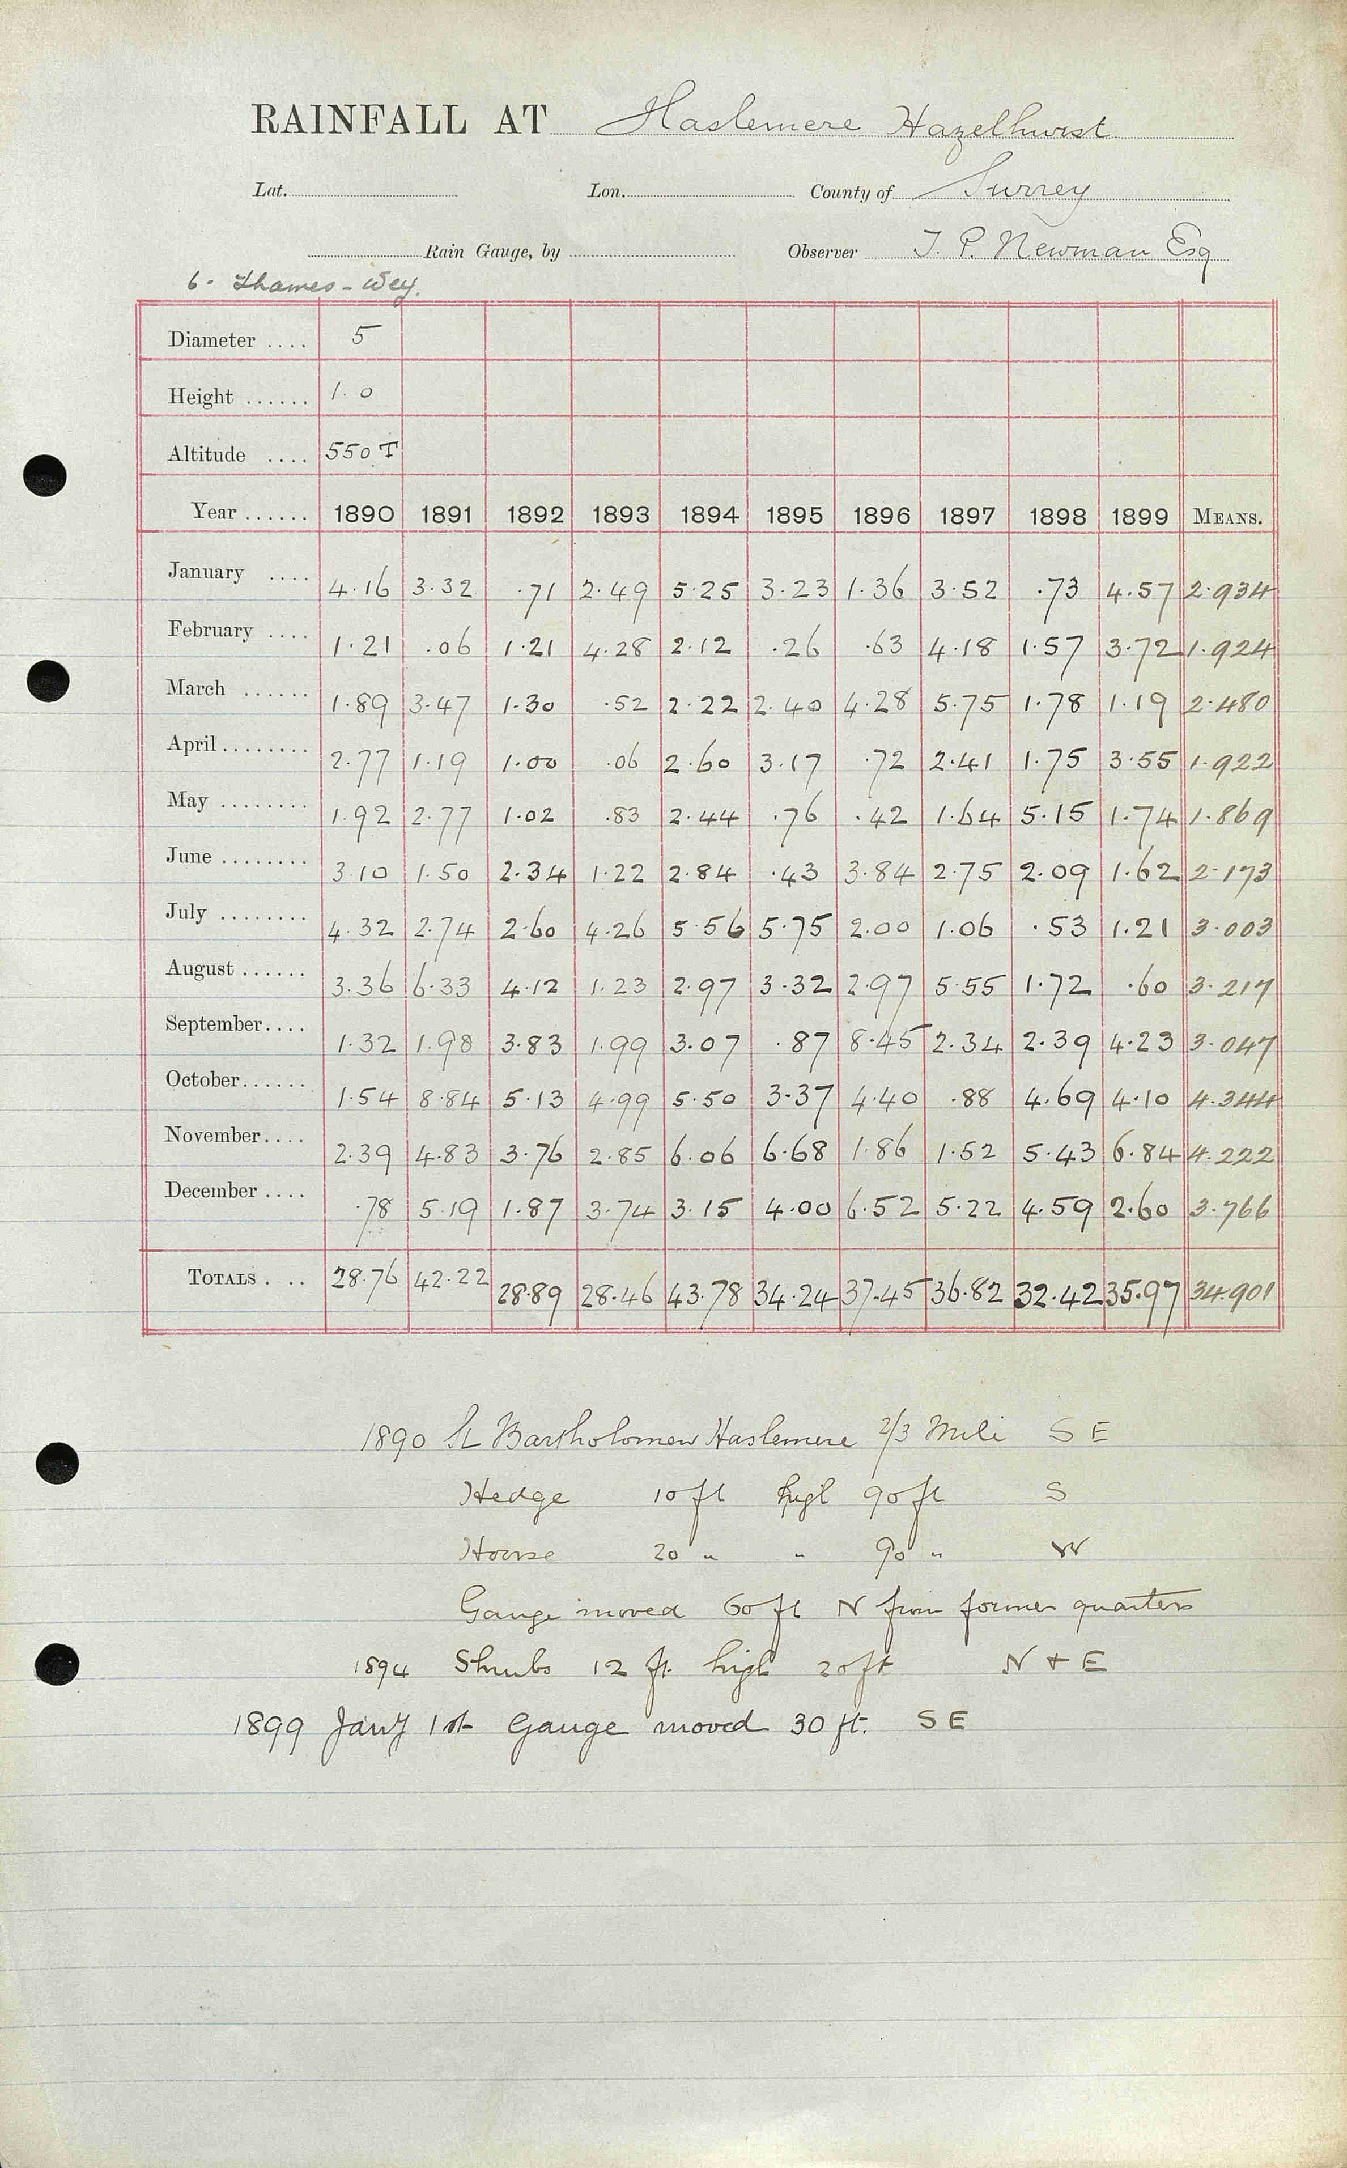 RAINFALL AT Haslemere Hazelhurst
Lat. Lon. County of Surrey
Rain Gauge, by Observer T. P. Newman Esq
6. Thames - Wey.
Diameter .... 5
Height ...... 1.0
Altitude .... 550 T
Year ...... 1890 1891 1892 1893 1894 1895 1896 1897 1898 1899 MEANS.
January .... 4.16 3.32 .71 2.49 5.25 3.23 1.36 3.52 .73 4.57 2.934
February .... 1.21 .06 1.21 4.28 2.12 .26 .63 4.18 1.57 3.72 1.924
March ...... 1.89 3.47 1.30 .52 2.22 2.40 4.28 5.75 1.78 1.19 2.480
April ........ 2.77 1.19 1.00 .06 2.60 3.17 .72 2.41 1.75 3.55 1.922
May ........ 1.92 2.77 1.02 .83 2.44 .76 .42 1.64 5.15 1.74 1.869
June ........ 3.10 1.50 2.34 1.22 2.84 .43 3.84 2.75 2.09 1.62 2.173
July ........ 4.32 2.74 2.60 4.26 5.56 5.75 2.00 1.06 .53 1.21 3.003
August ...... 3.36 6.33 4.12 1.23 2.97 3.32 2.97 5.55 1.72 .60 3.217
September.... 1.32 1.98 3.83 1.99 3.07 .87 8.45 2.34 2.39 4.23 3.047
October...... 1.54 8.84 5.13 4.99 5.50 3.37 4.40 .88 4.69 4.10 4.344
November.... 2.39 4.83 3.76 2.85 6.06 6.68 1.86 1.52 5.43 6.84 4.222
December .... .78 5.19 1.87 3.74 3.15 4.00 6.52 5.22 4.59 2.60 3.766
TOTALS . .. 28.76 42.22 28.89 28.46 43.78 34.24 37.45 36.82 32.42 35.97 34.901
1890 St Bartholomew Haslemere 2/3 Mile S E
Hedge 10 ft high 90 ft S
House 20 " " 90 " W
Gauge moved 60 ft N from former quarters
1894 Shrubs 12 ft. high 20 ft N + E
1899 Jany 1st Gauge moved 30 ft. S E